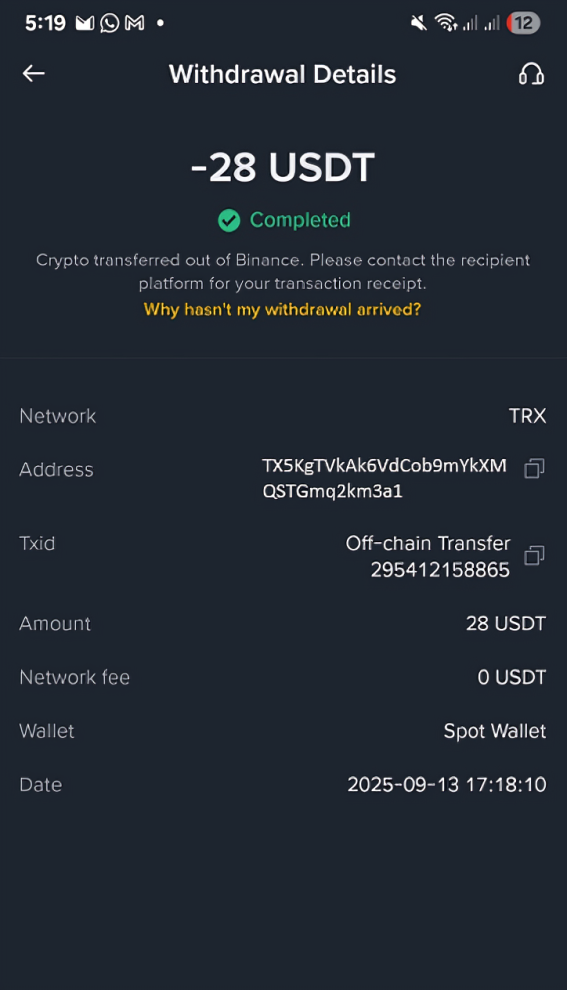 5:19
12
Withdrawal Details
-28 USDT
Completed
Crypto transferred out of Binance. Please contact the recipient
platform for your transaction receipt.
Why hasn't my withdrawal arrived?
Network TRX
Address TX5KgTVkAk6VdCob9mYkXM
QSTGmq2km3a1
Txid Off-chain Transfer
295412158865
Amount 28 USDT
Network fee 0 USDT
Wallet Spot Wallet
Date 2025-09-13 17:18:10